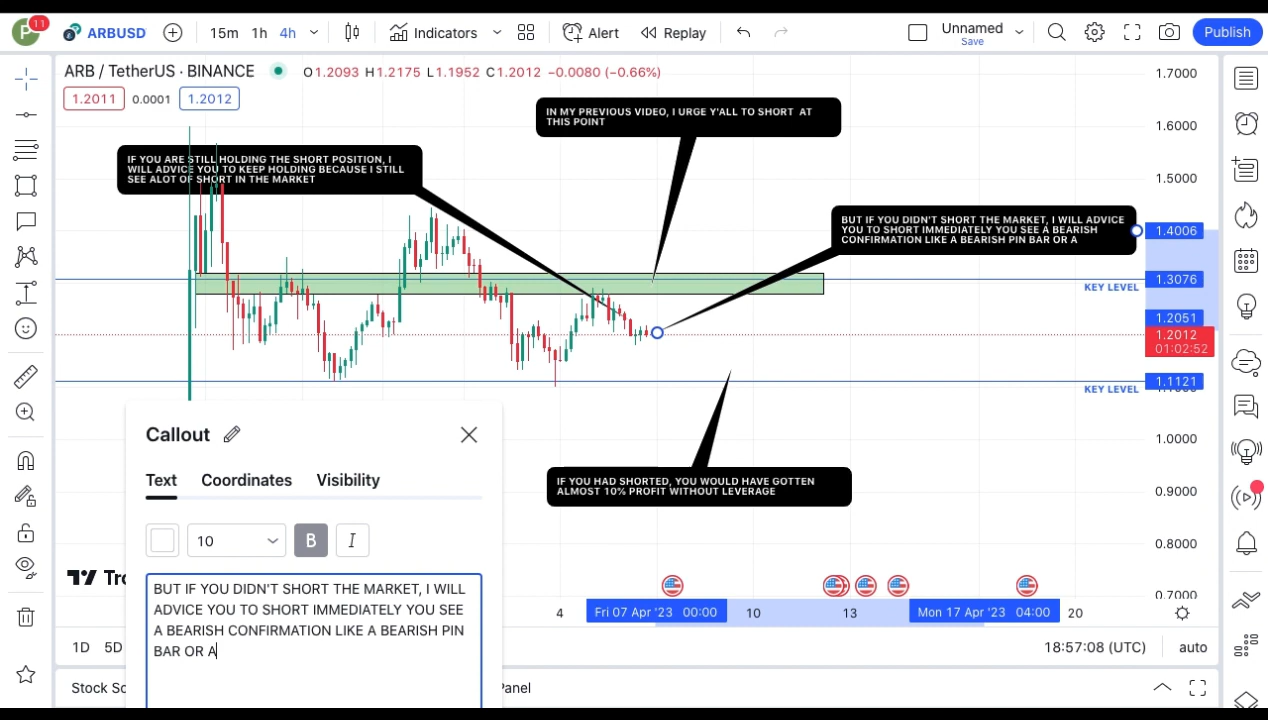 P
11
ARBUSD
15m 1h 4h
Indicators
Alert
Replay
Unnamed
Save
Publish
ARB / TetherUS · BINANCE
O1.2093 H1.2175 L1.1952 C1.2012 −0.0080 (−0.66%)
1.2011
0.0001
1.2012
IN MY PREVIOUS VIDEO, I URGE Y'ALL TO SHORT AT
THIS POINT
IF YOU ARE STILL HOLDING THE SHORT POSITION, I
WILL ADVICE YOU TO KEEP HOLDING BECAUSE I STILL
SEE ALOT OF SHORT IN THE MARKET
BUT IF YOU DIDN'T SHORT THE MARKET, I WILL ADVICE
YOU TO SHORT IMMEDIATELY YOU SEE A BEARISH
CONFIRMATION LIKE A BEARISH PIN BAR OR A
1.7000
1.6000
1.5000
1.4006
1.3076
KEY LEVEL
1.2051
1.2012
01:02:52
1.1121
KEY LEVEL
1.0000
0.9000
0.8000
0.7000
IF YOU HAD SHORTED, YOU WOULD HAVE GOTTEN
ALMOST 10% PROFIT WITHOUT LEVERAGE
Callout
Text Coordinates Visibility
10
B
I
BUT IF YOU DIDN'T SHORT THE MARKET, I WILL
ADVICE YOU TO SHORT IMMEDIATELY YOU SEE
A BEARISH CONFIRMATION LIKE A BEARISH PIN
BAR OR A
4
Fri 07 Apr '23 00:00
10
13
Mon 17 Apr '23 04:00
20
1D 5D
18:57:08 (UTC)
auto
Stock Sc
Panel